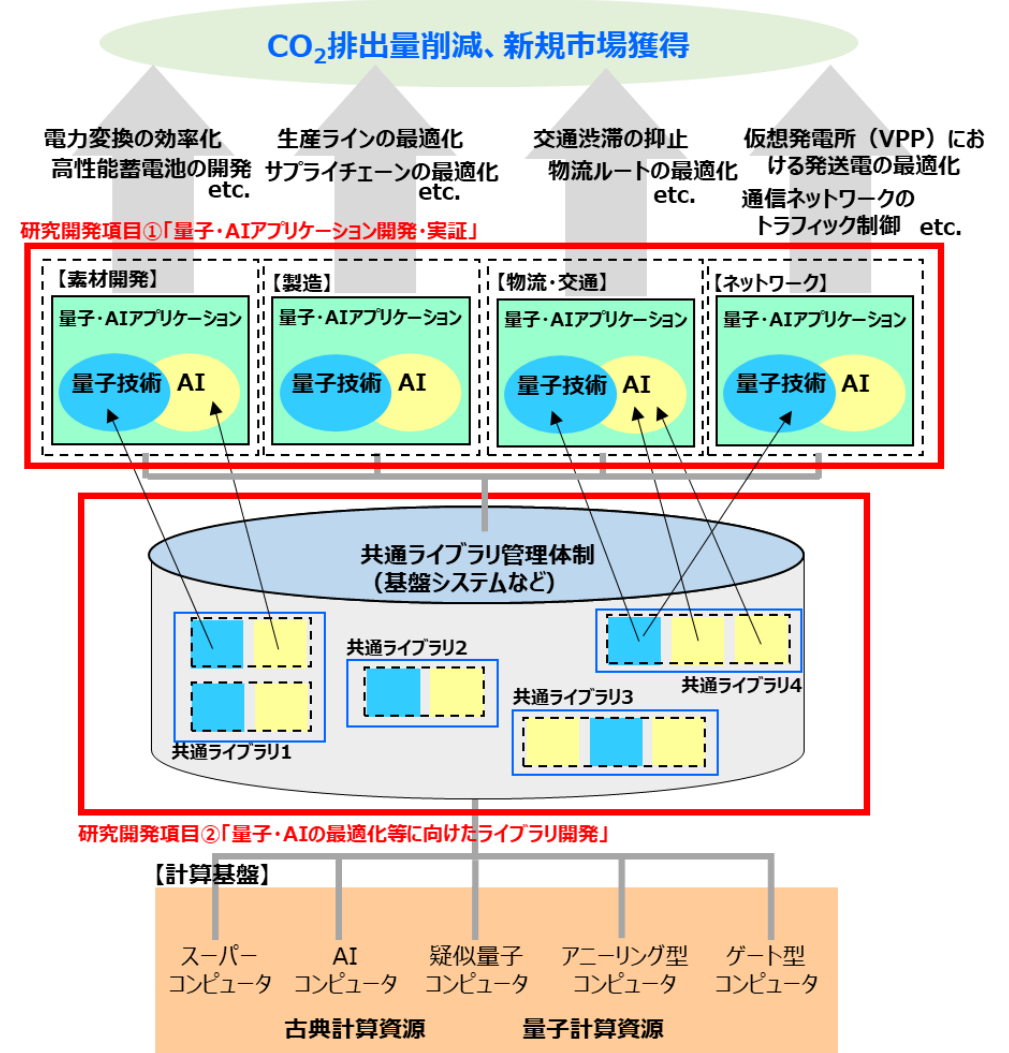 CO₂排出量削減、新規市場獲得
電力変換の効率化
高性能蓄電池の開発
etc.
生産ラインの最適化
サプライチェーンの最適化
etc.
交通渋滞の抑止
物流ルートの最適化
etc.
仮想発電所（VPP）にお
ける発送電の最適化
通信ネットワークの
トラフィック制御 etc.
研究開発項目①「量子・AIアプリケーション開発・実証」
【素材開発】
量子・AIアプリケーション
量子技術 AI
【製造】
量子・AIアプリケーション
量子技術 AI
【物流・交通】
量子・AIアプリケーション
量子技術 AI
【ネットワーク】
量子・AIアプリケーション
量子技術 AI
共通ライブラリ管理体制
（基盤システムなど）
共通ライブラリ1
共通ライブラリ2
共通ライブラリ3
共通ライブラリ4
研究開発項目②「量子・AIの最適化等に向けたライブラリ開発」
【計算基盤】
スーパー
コンピュータ
AI
コンピュータ
疑似量子
コンピュータ
アニーリング型
コンピュータ
ゲート型
コンピュータ
古典計算資源
量子計算資源